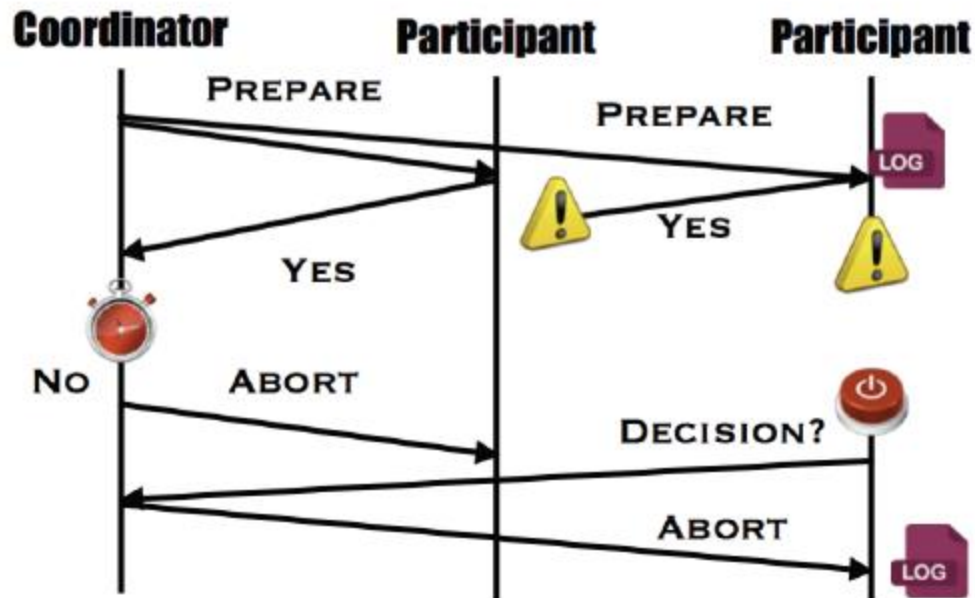 Coordinator
Participant
Participant
PREPARE
PREPARE
LOG
YES
YES
NO
ABORT
DECISION?
ABORT
LOG